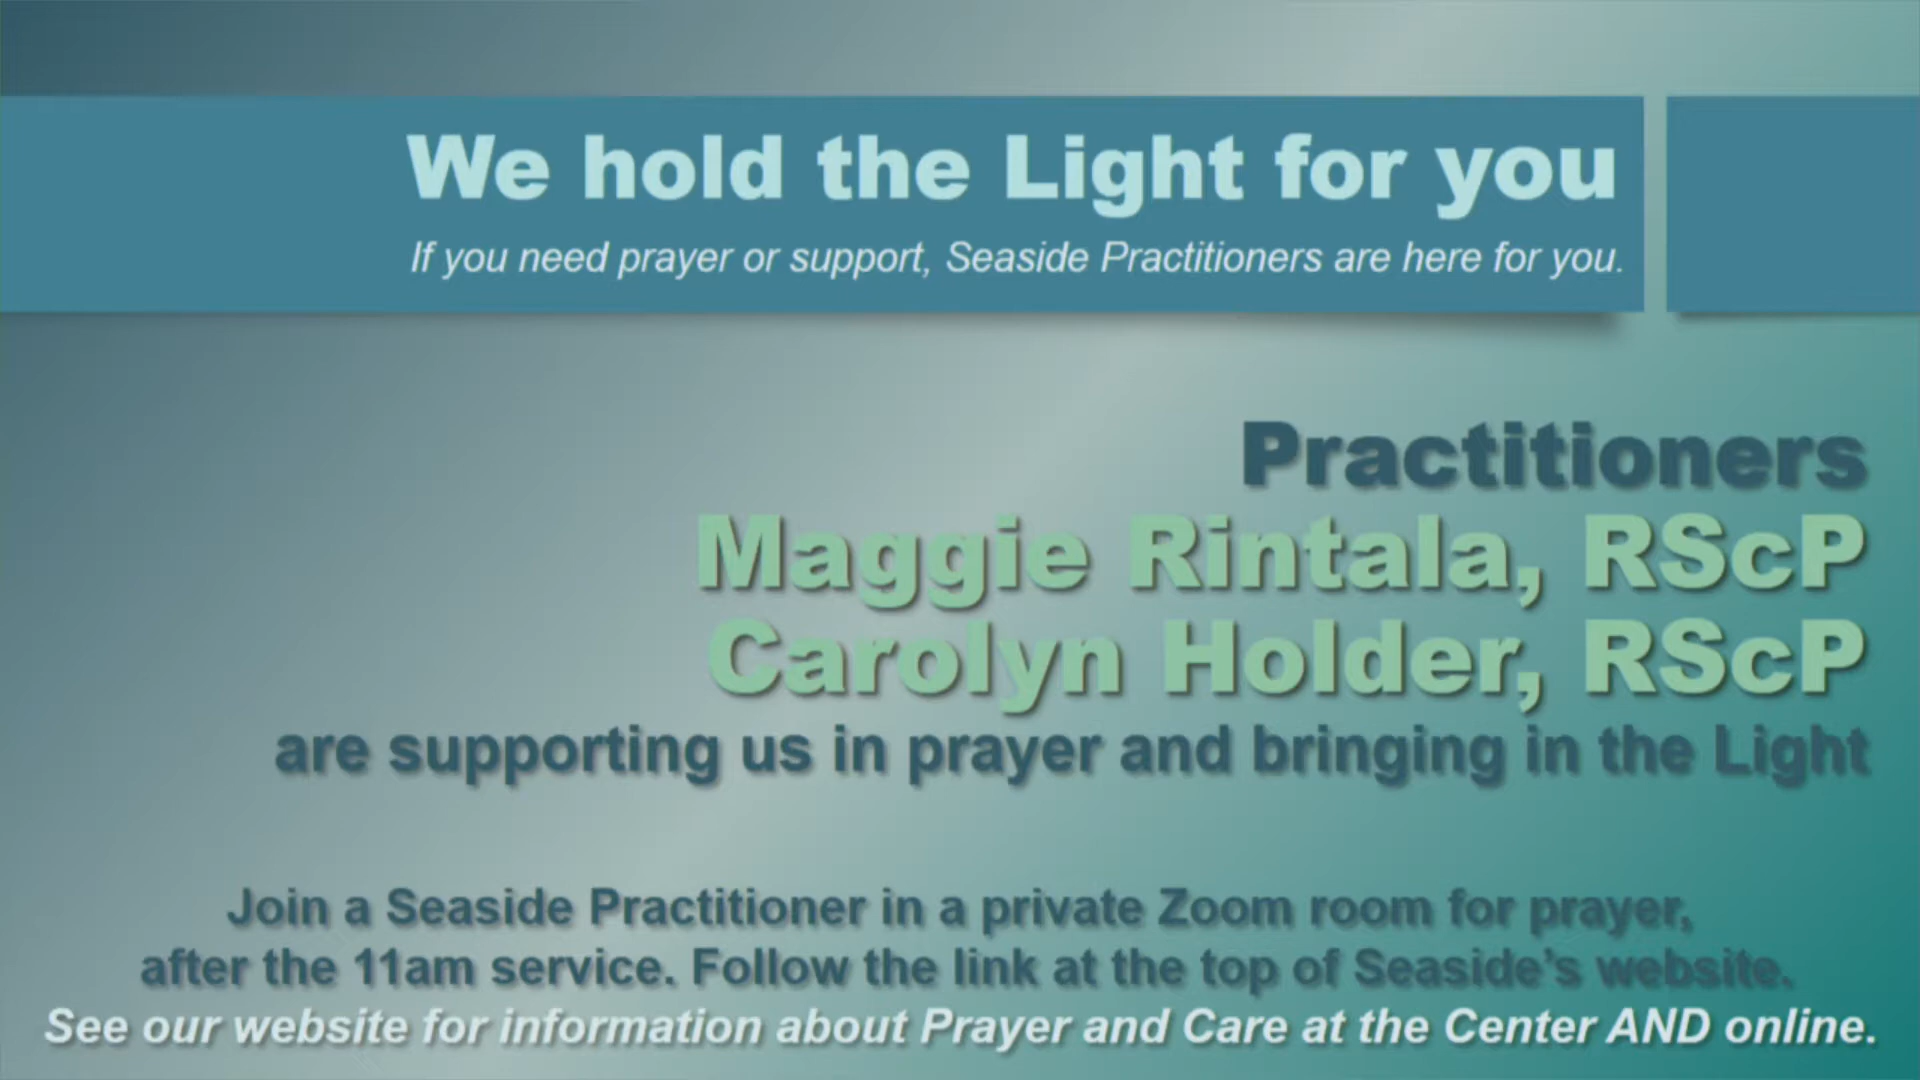 We hold the Light for you
If you need prayer or support, Seaside Practitioners are here for you.
Practitioners
Maggie Rintala, RScP
Carolyn Holder, RScP
are supporting us in prayer and bringing in the Light
Join a Seaside Practitioner in a private Zoom room for prayer,
after the 11am service. Follow the link at the top of Seaside's website.
See our website for information about Prayer and Care at the Center AND online.